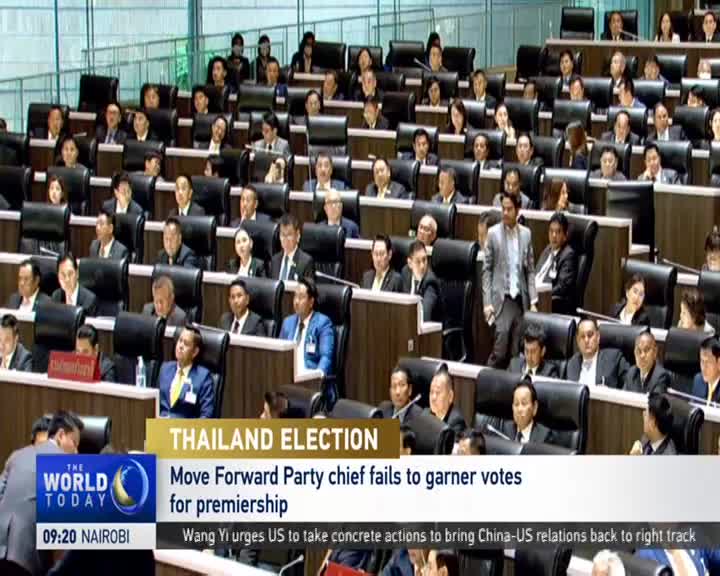 THAILAND ELECTION
Move Forward Party chief fails to garner votes
for premiership
THE
WORLD
TODAY
09:20 NAIROBI
Wang Yi urges US to take concrete actions to bring China-US relations back to right track